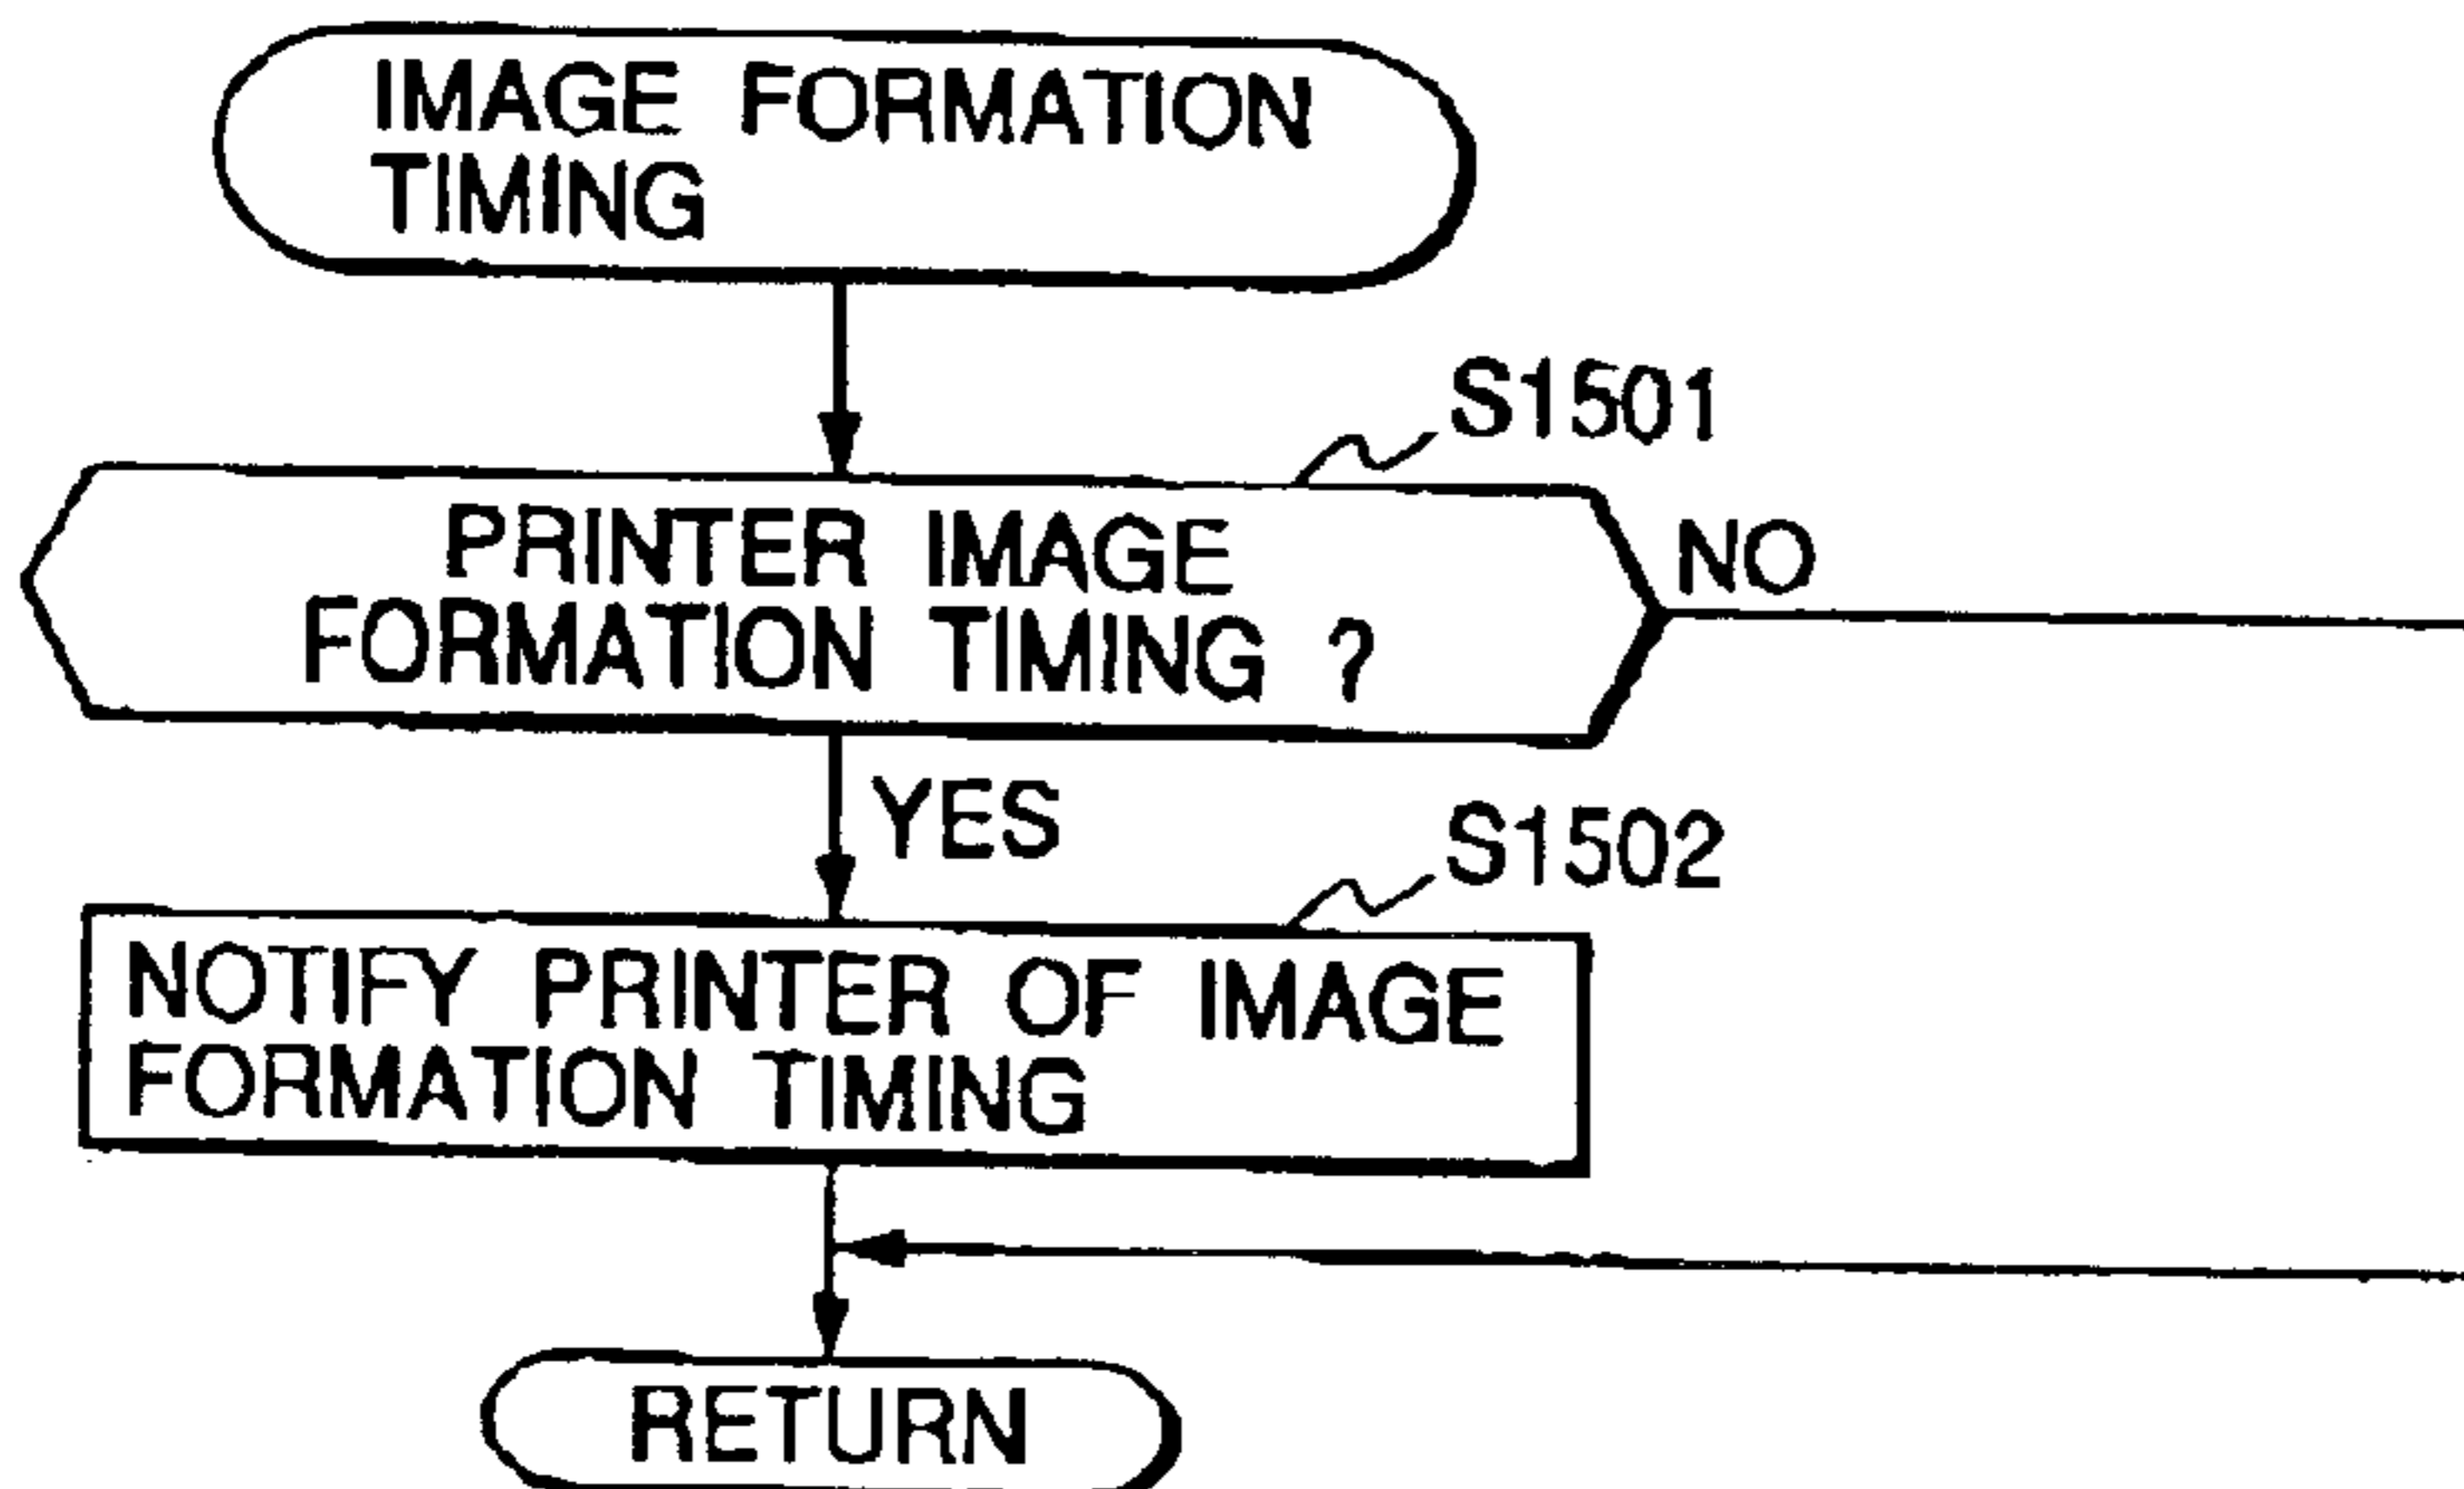 IMAGE FORMATION
TIMING
S1501
PRINTER IMAGE
FORMATION TIMING ?
NO
YES
S1502
NOTIFY PRINTER OF IMAGE
FORMATION TIMING
RETURN